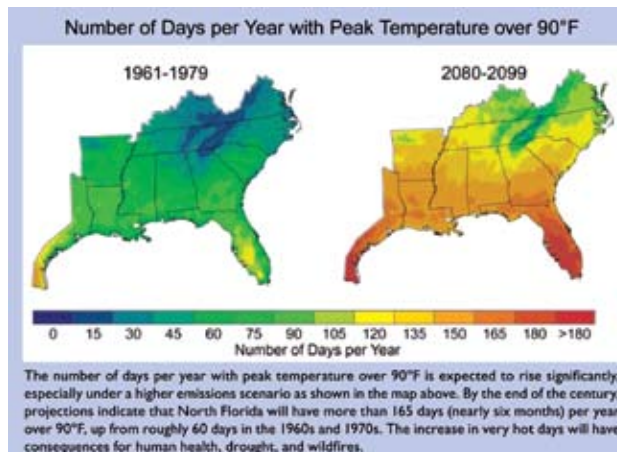 Number of Days per Year with Peak Temperature over 90°F
1961-1979 2080-2099
0 15 30 45 60 75 90 105 120 135 150 165 180 >180
Number of Days per Year
The number of days per year with peak temperature over 90°F is expected to rise significantly,
especially under a higher emissions scenario as shown in the map above. By the end of the century,
projections indicate that North Florida will have more than 165 days (nearly six months) per year
over 90°F, up from roughly 60 days in the 1960s and 1970s. The increase in very hot days will have
consequences for human health, drought, and wildfires.